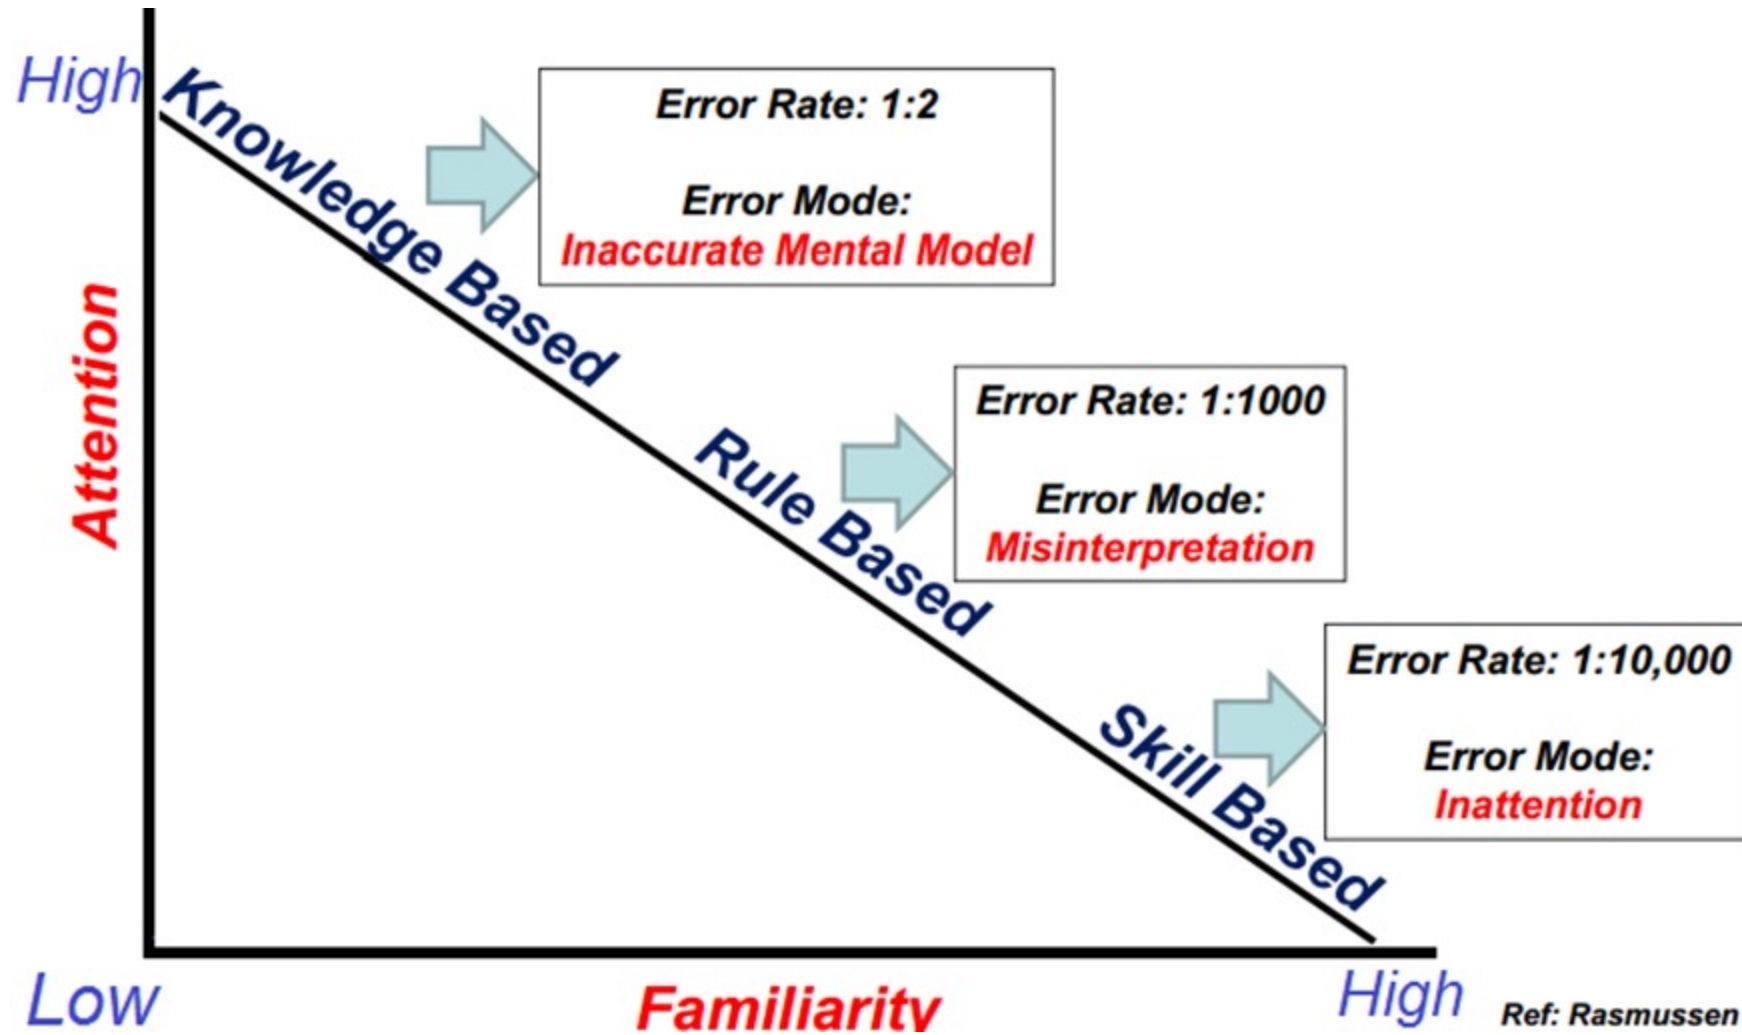 High
Knowledge Based
Error Rate: 1:2
Error Mode:
Inaccurate Mental Model
Attention
Rule Based
Error Rate: 1:1000
Error Mode:
Misinterpretation
Skill Based
Error Rate: 1:10,000
Error Mode:
Inattention
Low
Familiarity
High
Ref: Rasmussen